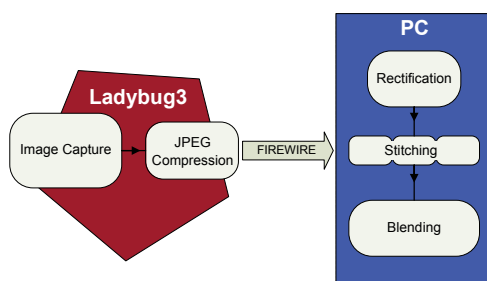 Ladybug3
Image Capture
JPEG
Compression
FIREWIRE
PC
Rectification
Stitching
Blending